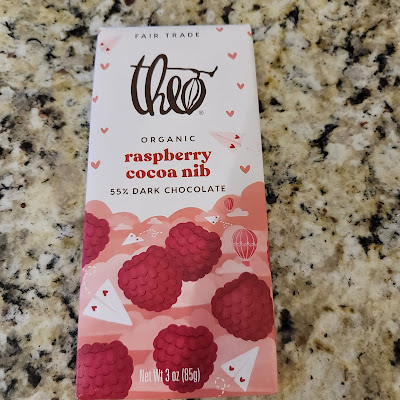 FAIR TRADE
theo
ORGANIC
raspberry
cocoa nib
55% DARK CHOCOLATE
Net Wt 3 oz (85g)